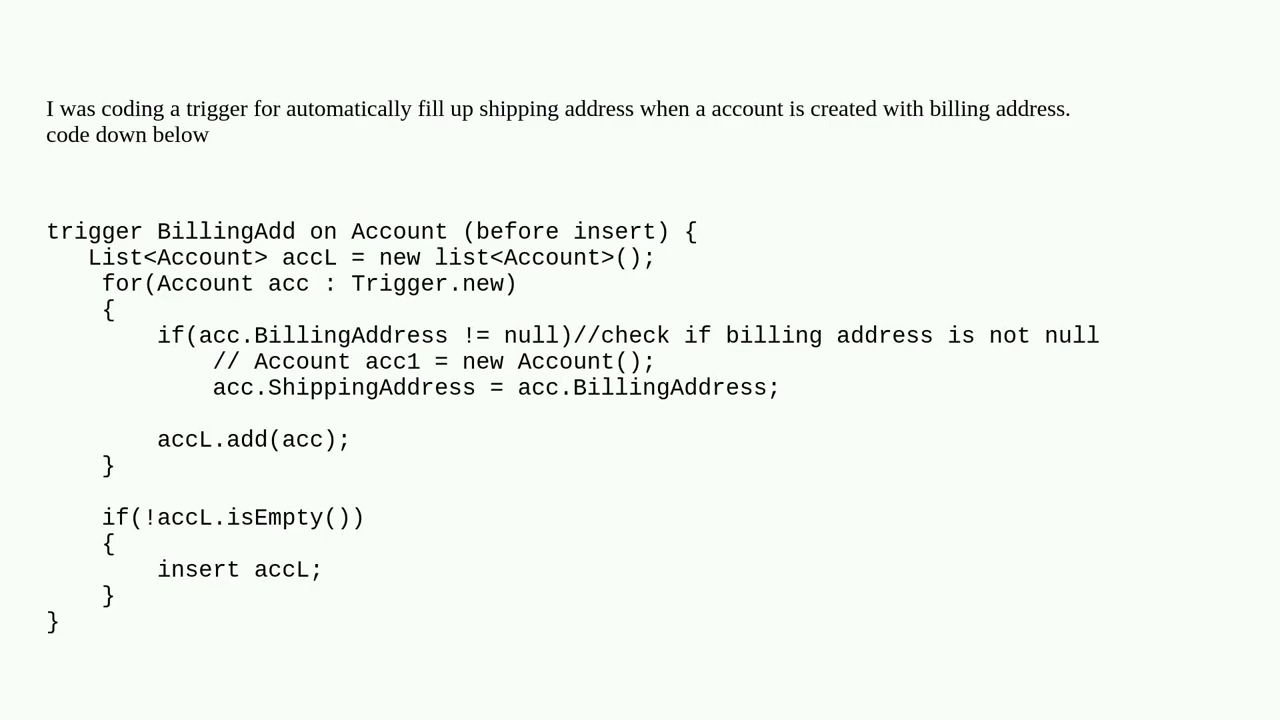 I was coding a trigger for automatically fill up shipping address when a account is created with billing address.
code down below
trigger BillingAdd on Account (before insert) {
   List<Account> accL = new list<Account>();
    for(Account acc : Trigger.new)
    {
        if(acc.BillingAddress != null)//check if billing address is not null
            // Account acc1 = new Account();
            acc.ShippingAddress = acc.BillingAddress;
        accL.add(acc);
    }
    if(!accL.isEmpty())
    {
        insert accL;
    }
}